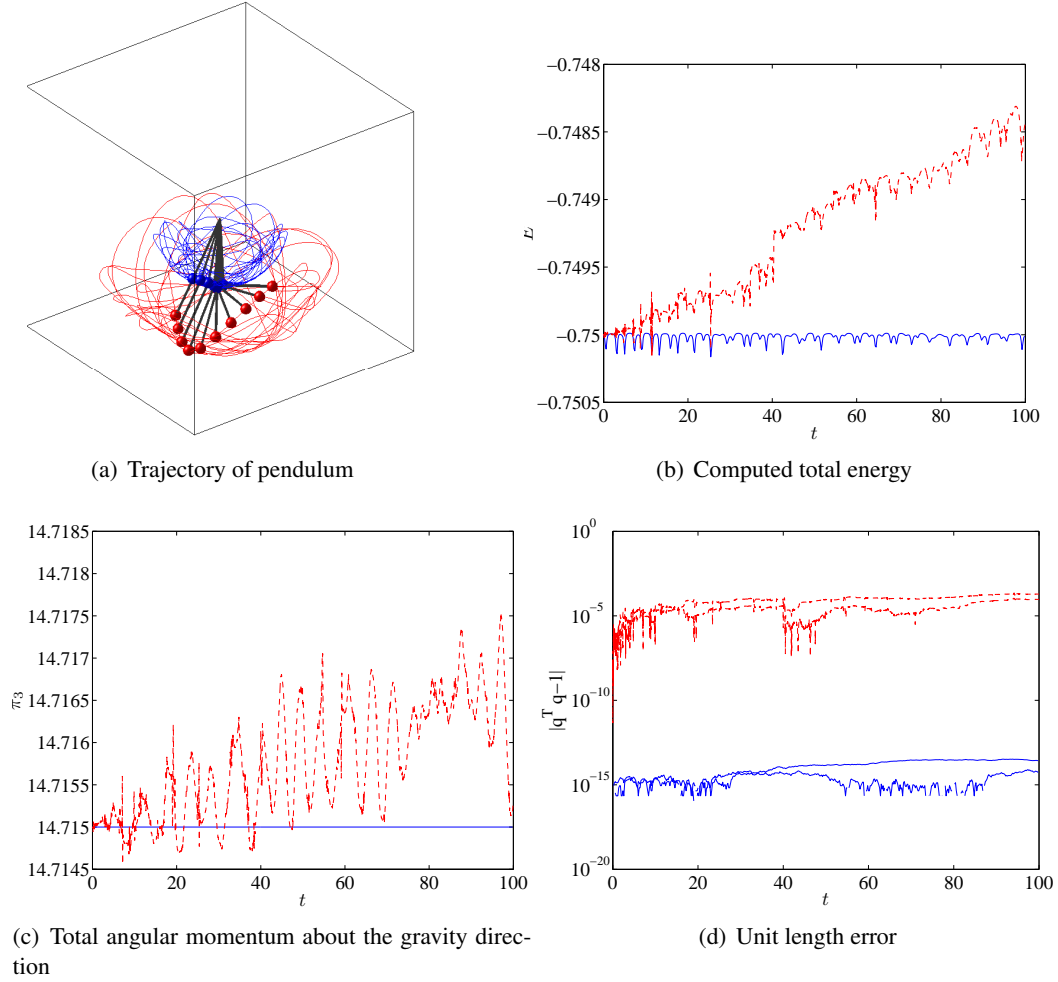 −0.748
−0.7485
−0.749
−0.7495
−0.75
−0.7505
E
0 20 40 60 80 100
t
(a) Trajectory of pendulum
(b) Computed total energy
14.7185
14.718
14.7175
14.717
14.7165
14.716
14.7155
14.715
14.7145
π3
0 20 40 60 80 100
t
10^0
10^−5
10^−10
10^−15
10^−20
|q^T q−1|
0 20 40 60 80 100
t
(c) Total angular momentum about the gravity direc-
tion
(d) Unit length error